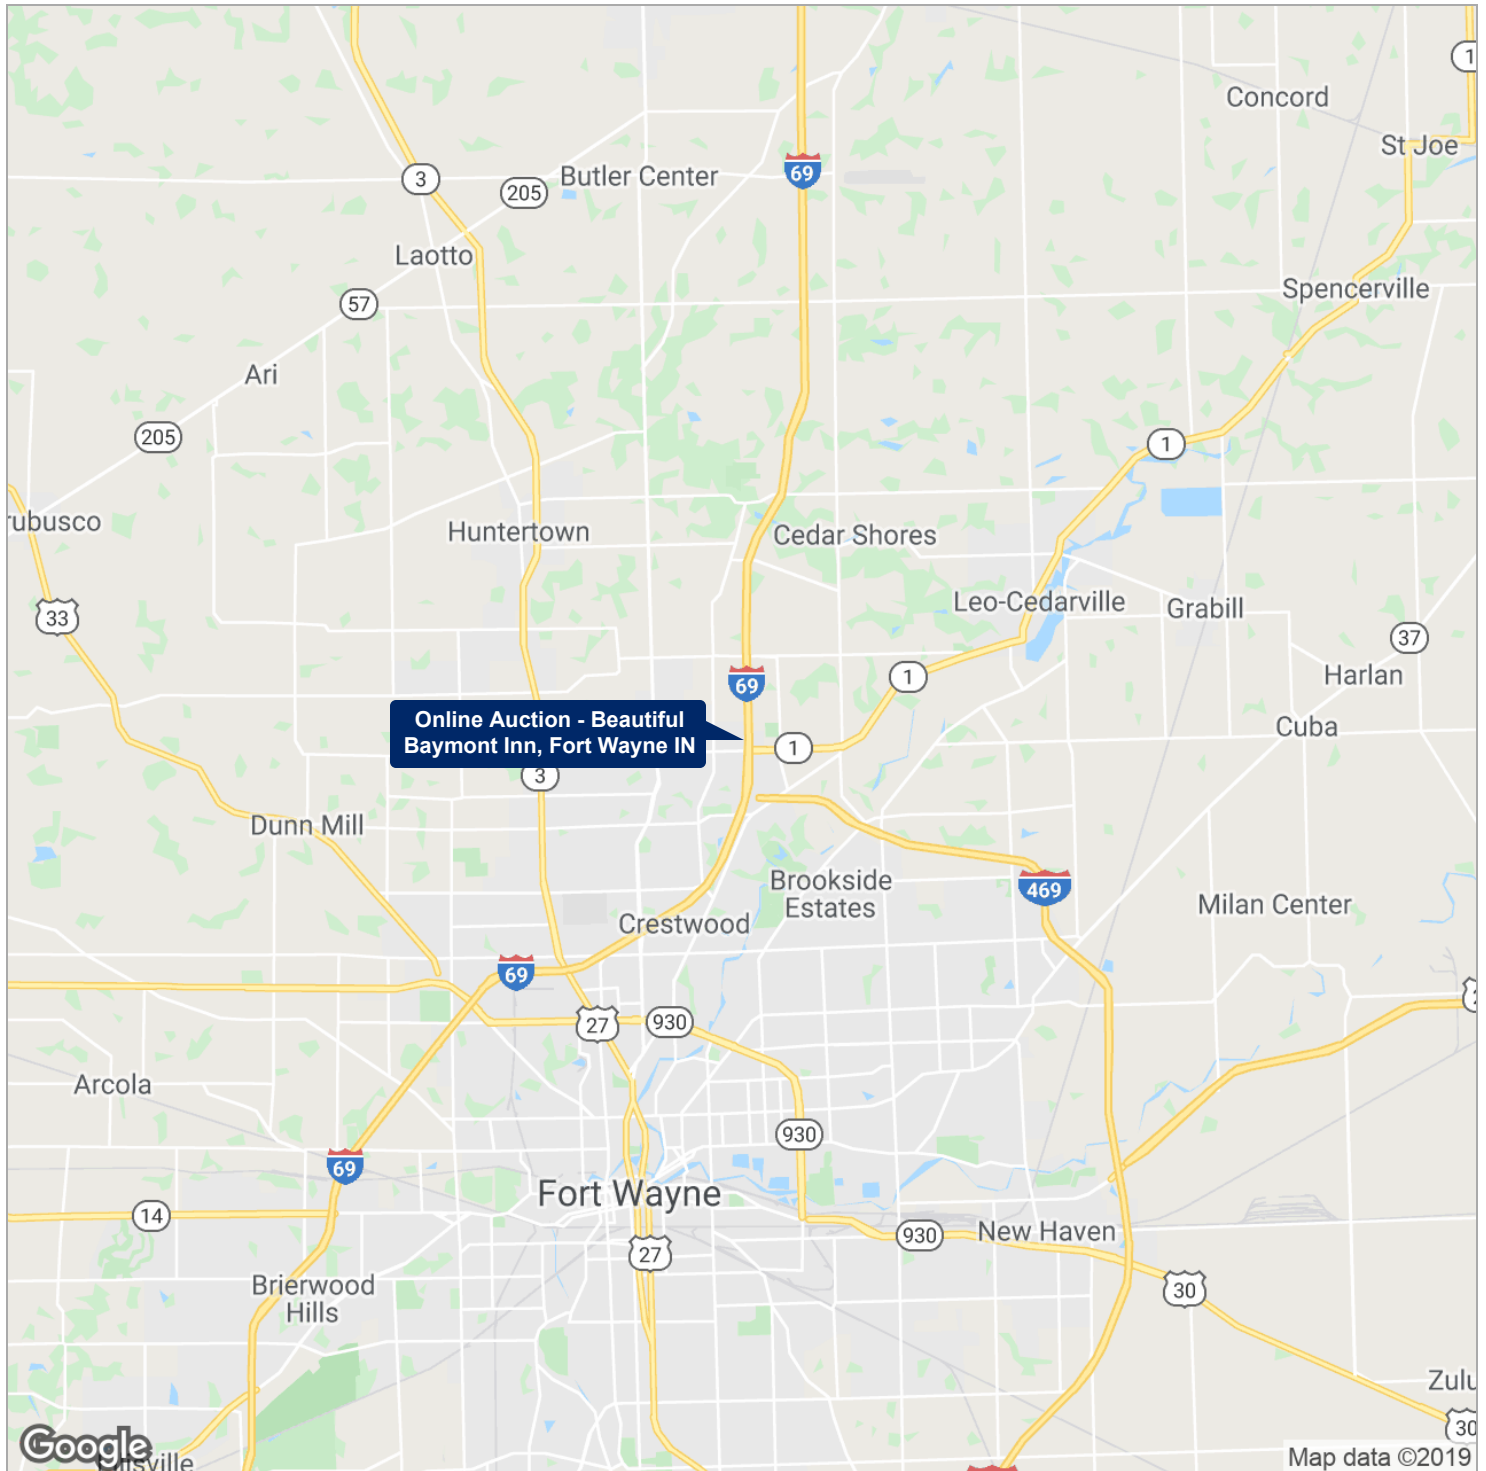 Concord
1
St Joe
69
Butler Center
3
205
Laotto
Spencerville
57
Ari
205
1
rubusco
Huntertown
Cedar Shores
Leo-Cedarville
Grabill
33
37
1
Harlan
69
Online Auction - Beautiful
Baymont Inn, Fort Wayne IN
Cuba
1
3
Dunn Mill
Brookside
Estates
469
Milan Center
Crestwood
69
27
930
Arcola
930
69
Fort Wayne
14
930
New Haven
27
30
Brierwood
Hills
Zulu
30
Google
Map data ©2019